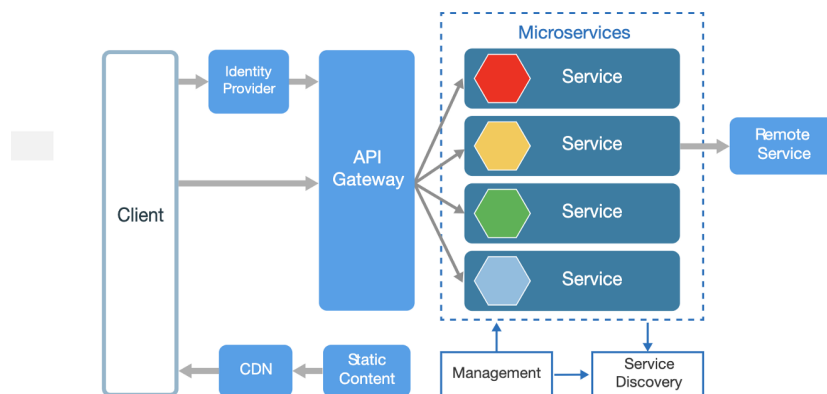 Microservices
Identity
Provider
Service
API
Gateway
Service
Remote
Service
Client
Service
Service
CDN
Static
Content
Management
Service
Discovery